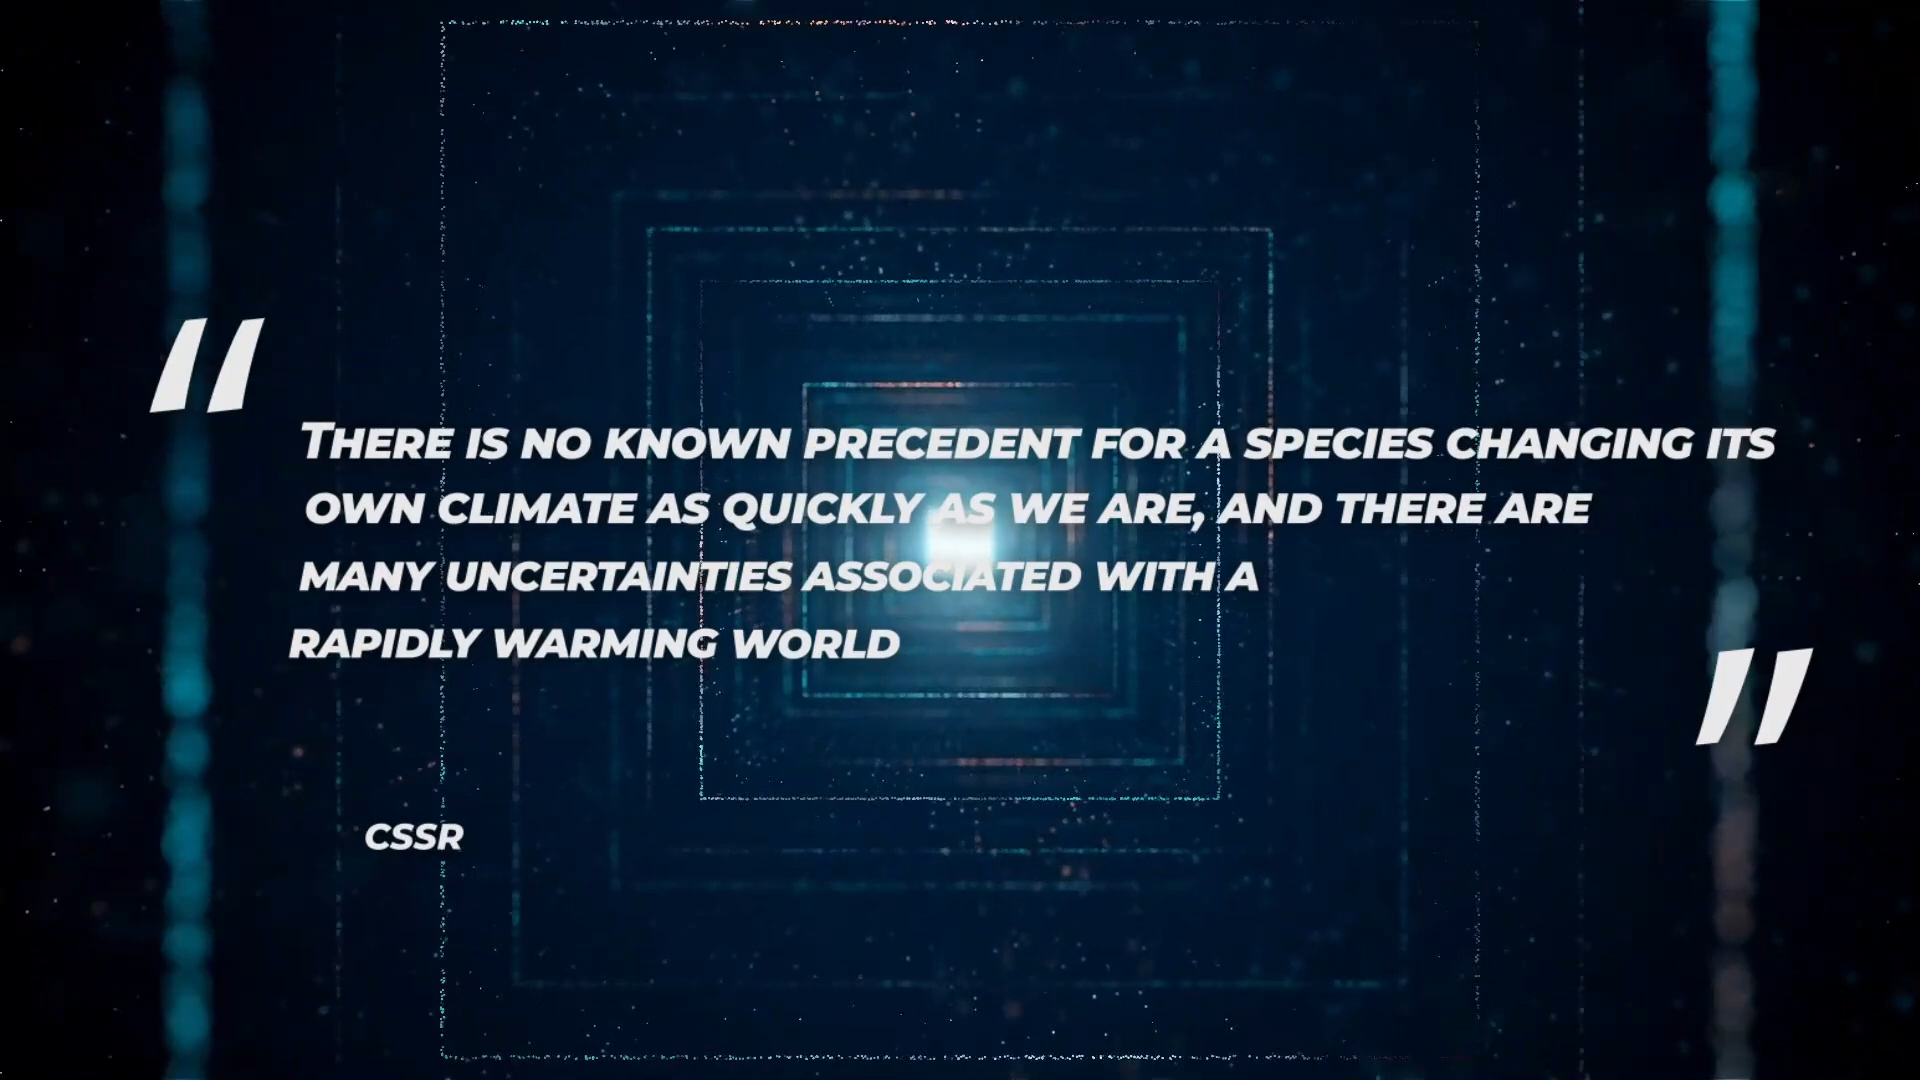 “
THERE IS NO KNOWN PRECEDENT FOR A SPECIES CHANGING ITS
OWN CLIMATE AS QUICKLY AS WE ARE, AND THERE ARE
MANY UNCERTAINTIES ASSOCIATED WITH A
RAPIDLY WARMING WORLD
”
CSSR